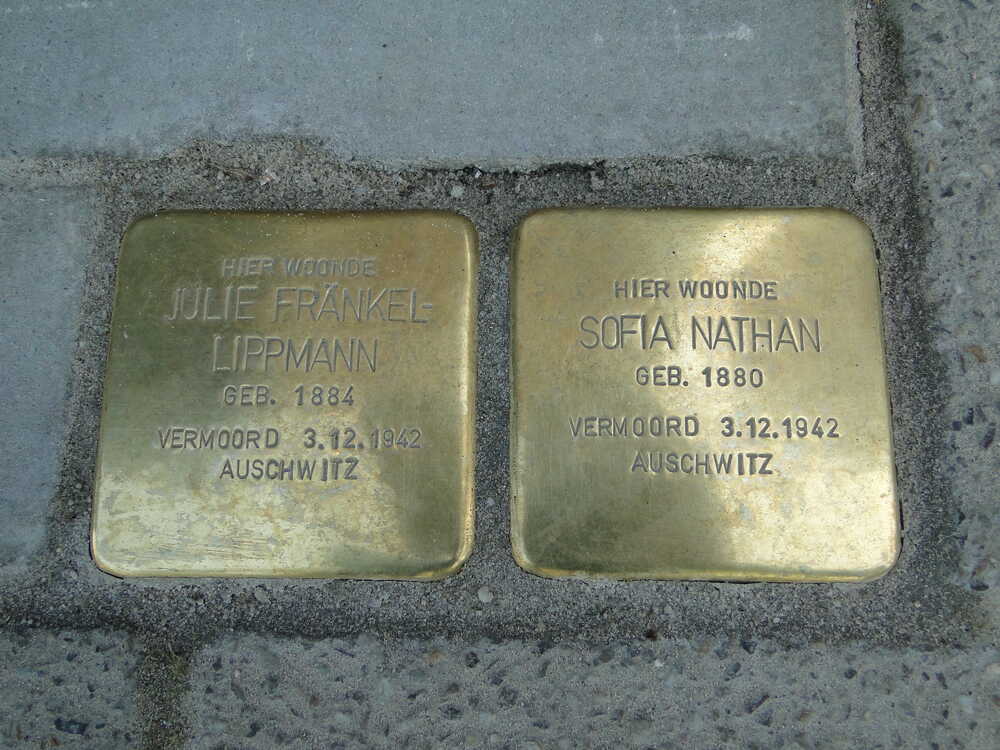 HIER WOONDE
JULIE FRÄNKEL-
LIPPMANN
GEB. 1884
VERMOORD 3.12.1942
AUSCHWITZ
HIER WOONDE
SOFIA NATHAN
GEB. 1880
VERMOORD 3.12.1942
AUSCHWITZ